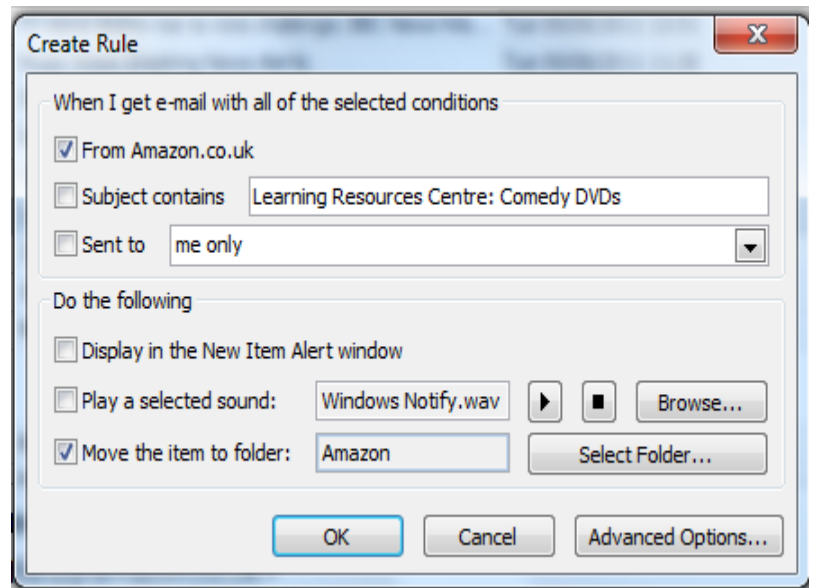 Create Rule
When I get e-mail with all of the selected conditions
From Amazon.co.uk
Subject contains Learning Resources Centre: Comedy DVDs
Sent to me only
Do the following
Display in the New Item Alert window
Play a selected sound: Windows Notify.wav Browse...
Move the item to folder: Amazon Select Folder...
OK Cancel Advanced Options...